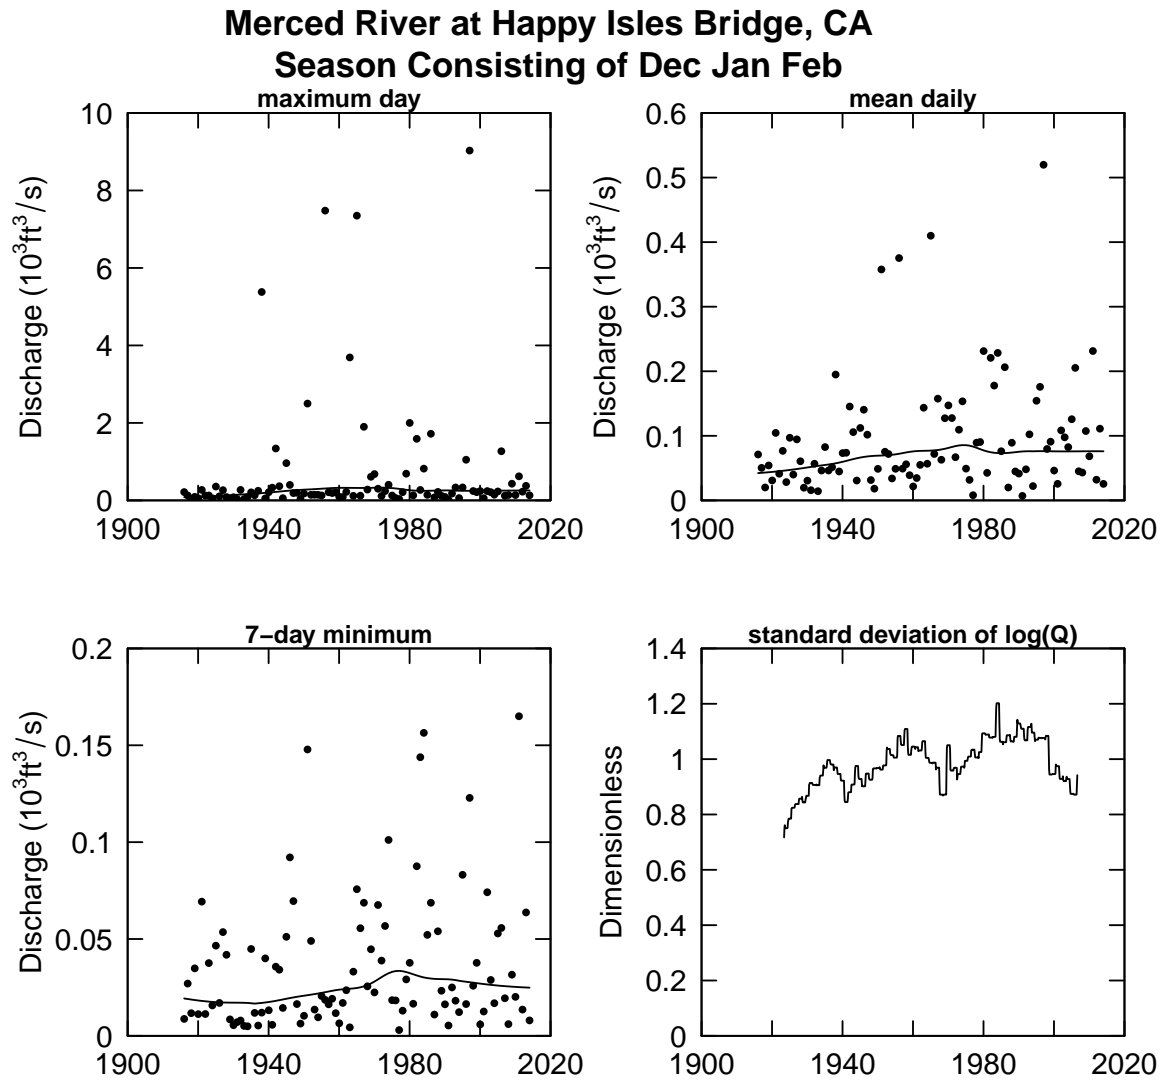 Merced River at Happy Isles Bridge, CA
Season Consisting of Dec Jan Feb
maximum day
Discharge (10³ft³/s)
10
8
6
4
2
0
1900 1940 1980 2020
mean daily
Discharge (10³ft³/s)
0.6
0.5
0.4
0.3
0.2
0.1
0
1900 1940 1980 2020
7−day minimum
Discharge (10³ft³/s)
0.2
0.15
0.1
0.05
0
1900 1940 1980 2020
standard deviation of log(Q)
Dimensionless
1.4
1.2
1
0.8
0.6
0.4
0.2
0
1900 1940 1980 2020